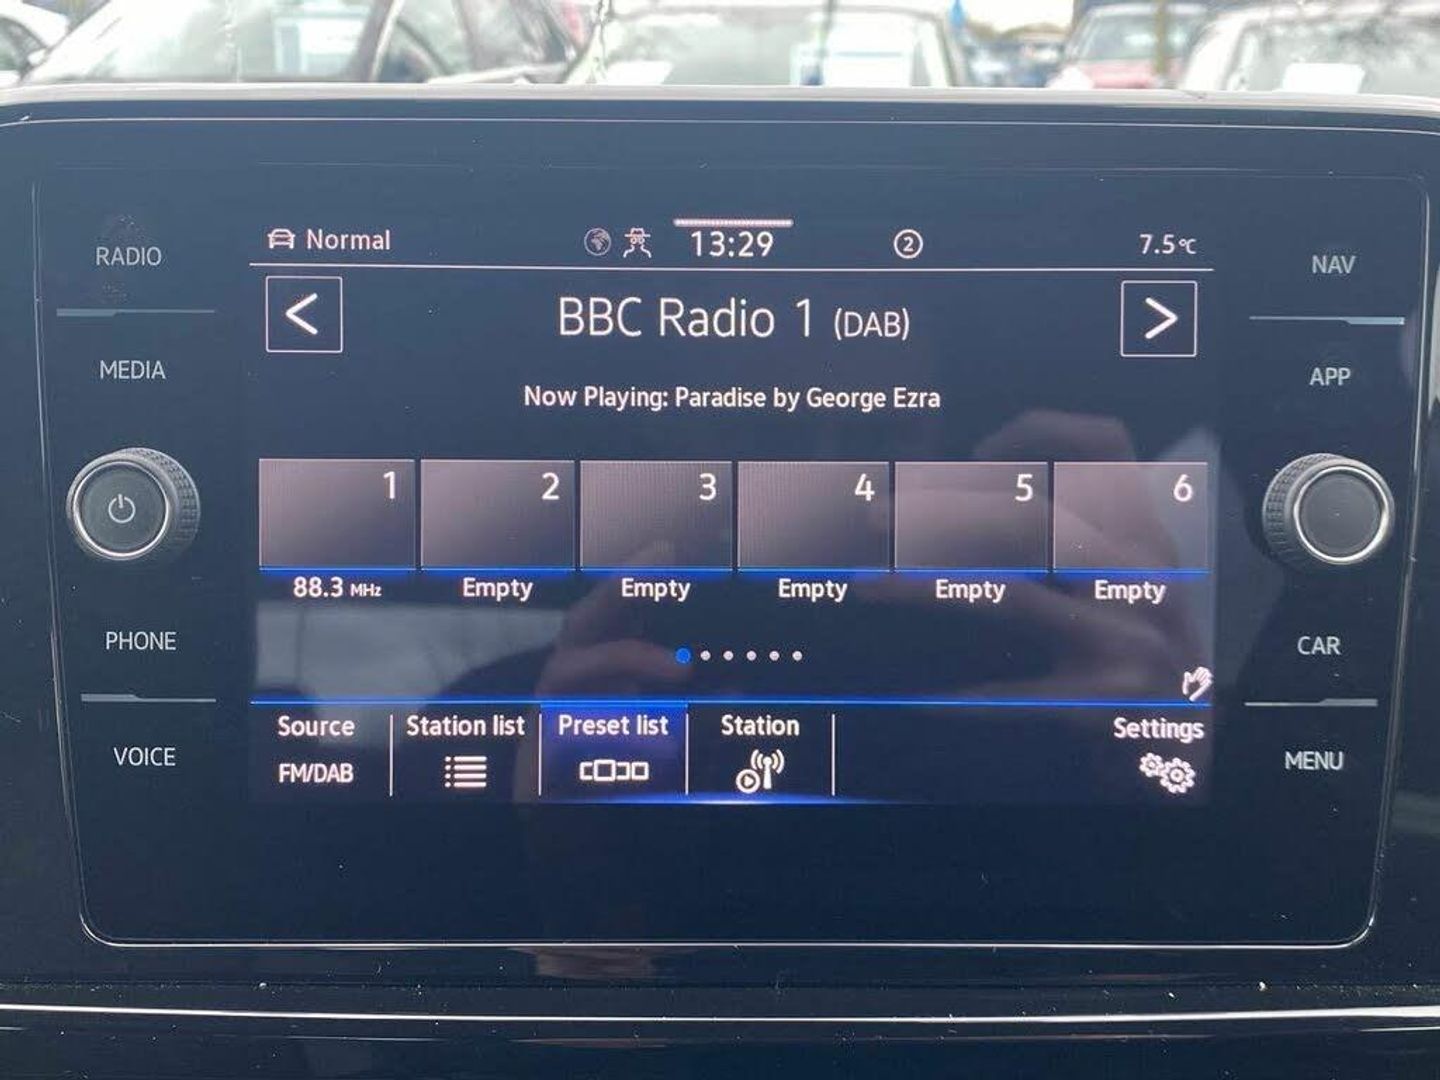 Normal 13:29 2 7.5°C
RADIO NAV
< BBC Radio 1 (DAB) >
MEDIA APP
Now Playing: Paradise by George Ezra
1 2 3 4 5 6
88.3 MHz Empty Empty Empty Empty Empty
PHONE CAR
Source Station list Preset list Station Settings
FM/DAB
VOICE MENU